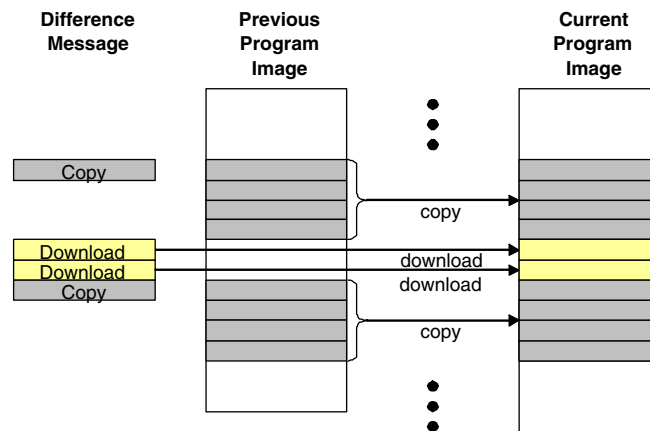 Difference
Message
Previous
Program
Image
Current
Program
Image
Copy
copy
Download
download
Download
download
Copy
copy